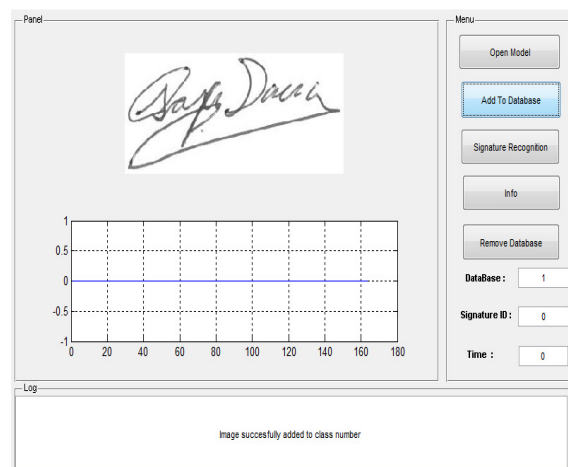 Panel
1
0.5
0
-0.5
-1
0 20 40 60 80 100 120 140 160 180
Menu
Open Model
Add To Database
Signature Recognition
Info
Remove Database
DataBase : 1
Signature ID : 0
Time : 0
Log
Image succesfully added to class number